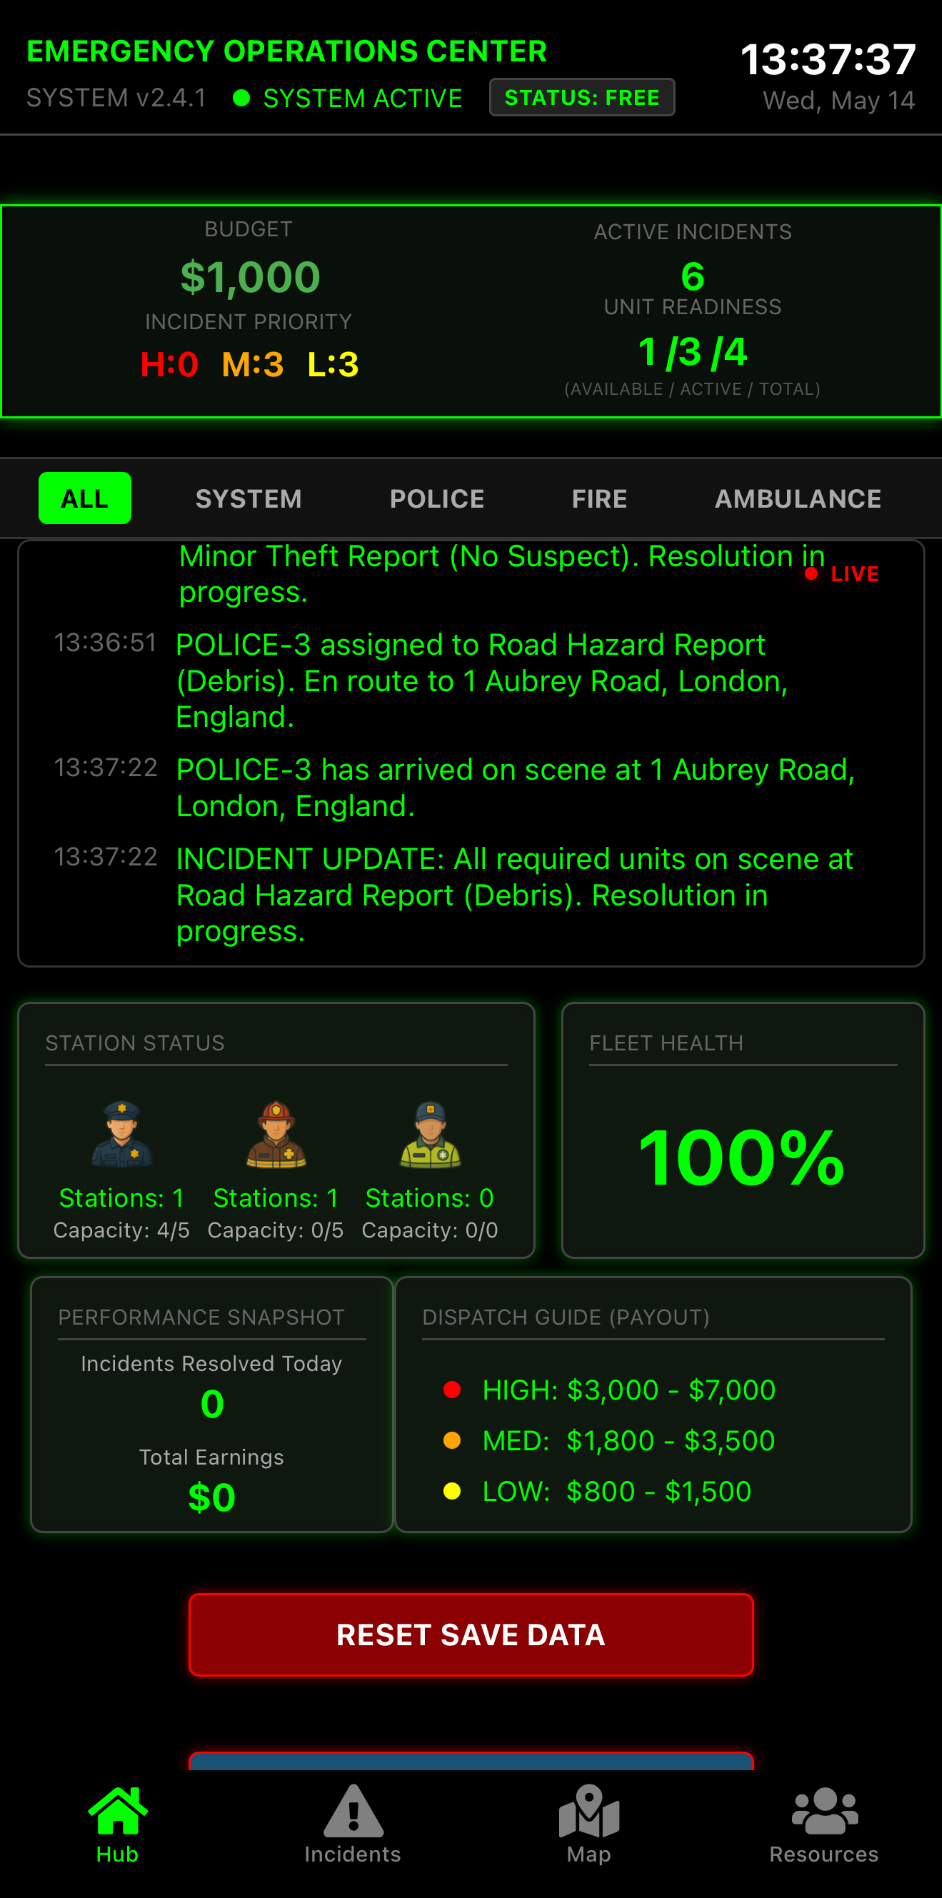 EMERGENCY OPERATIONS CENTER
13:37:37
SYSTEM v2.4.1 SYSTEM ACTIVE STATUS: FREE
Wed, May 14
BUDGET
$1,000
INCIDENT PRIORITY
H:0 M:3 L:3
ACTIVE INCIDENTS
6
UNIT READINESS
1 /3 /4
(AVAILABLE / ACTIVE / TOTAL)
ALL SYSTEM POLICE FIRE AMBULANCE
LIVE
Minor Theft Report (No Suspect). Resolution in
progress.
13:36:51 POLICE-3 assigned to Road Hazard Report
(Debris). En route to 1 Aubrey Road, London,
England.
13:37:22 POLICE-3 has arrived on scene at 1 Aubrey Road,
London, England.
13:37:22 INCIDENT UPDATE: All required units on scene at
Road Hazard Report (Debris). Resolution in
progress.
STATION STATUS
Stations: 1 Stations: 1 Stations: 0
Capacity: 4/5 Capacity: 0/5 Capacity: 0/0
FLEET HEALTH
100%
PERFORMANCE SNAPSHOT
Incidents Resolved Today
0
Total Earnings
$0
DISPATCH GUIDE (PAYOUT)
HIGH: $3,000 - $7,000
MED: $1,800 - $3,500
LOW: $800 - $1,500
RESET SAVE DATA
Hub Incidents Map Resources